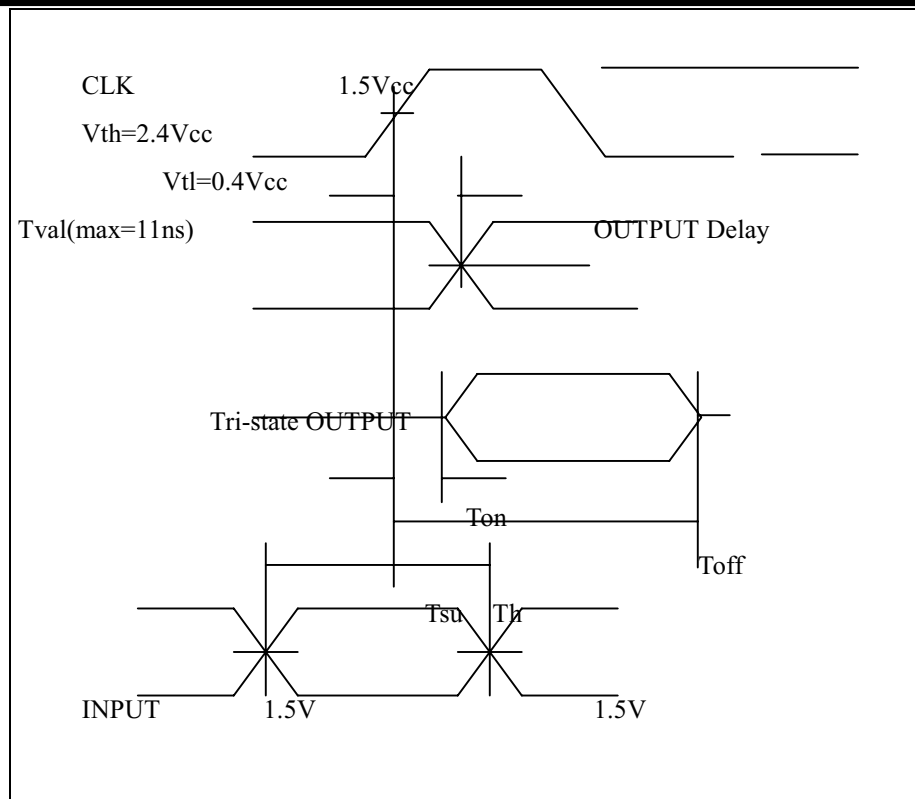 CLK 1.5Vcc
Vth=2.4Vcc
Vtl=0.4Vcc
Tval(max=11ns) OUTPUT Delay
Tri-state OUTPUT
Ton
Toff
Tsu Th
INPUT 1.5V 1.5V